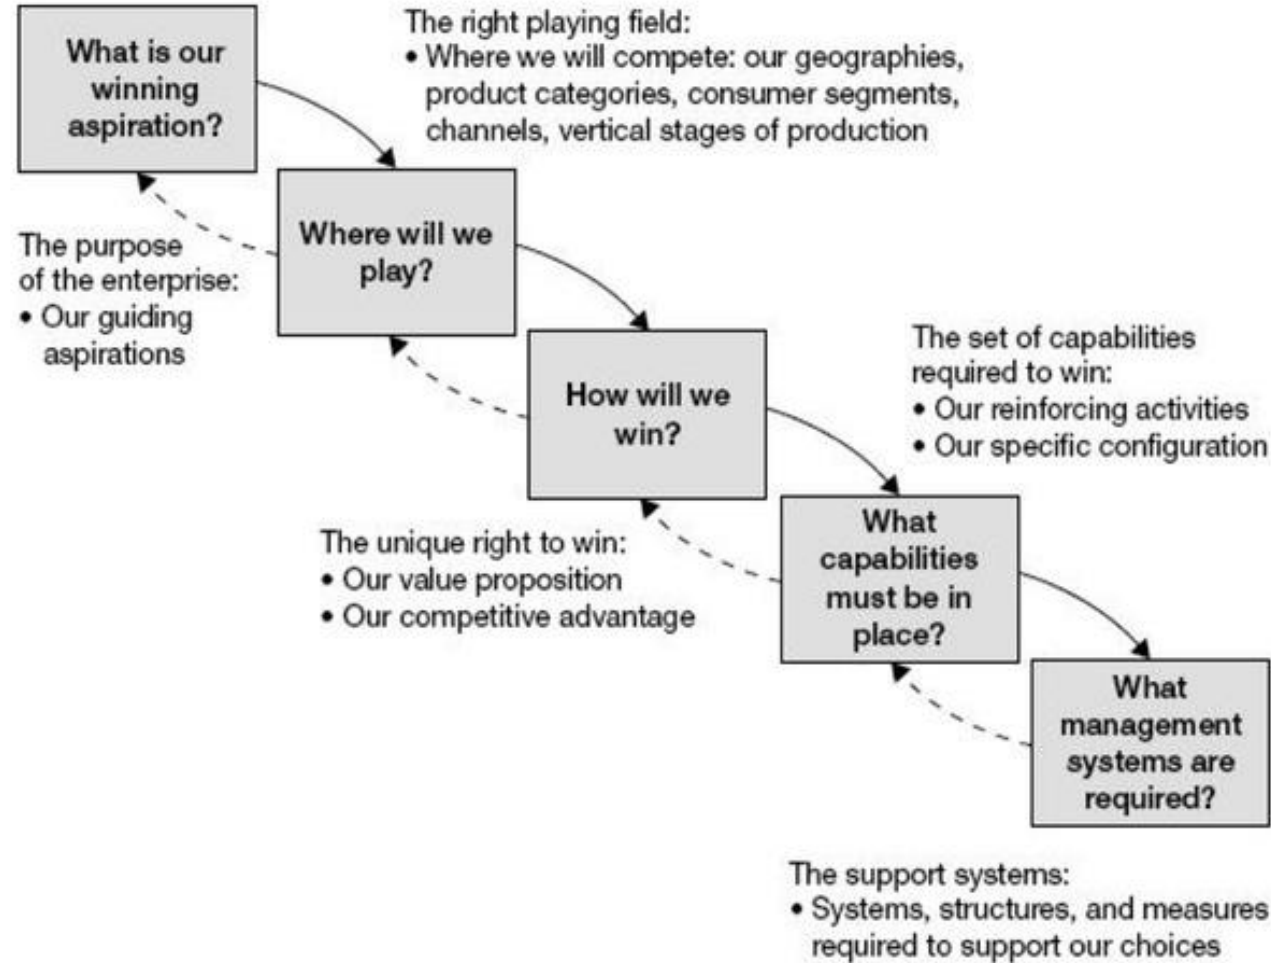 What is our
winning
aspiration?
The right playing field:
• Where we will compete: our geographies,
product categories, consumer segments,
channels, vertical stages of production
The purpose
of the enterprise:
• Our guiding
aspirations
Where will we
play?
How will we
win?
The unique right to win:
• Our value proposition
• Our competitive advantage
The set of capabilities
required to win:
• Our reinforcing activities
• Our specific configuration
What
capabilities
must be in
place?
What
management
systems are
required?
The support systems:
• Systems, structures, and measures
required to support our choices